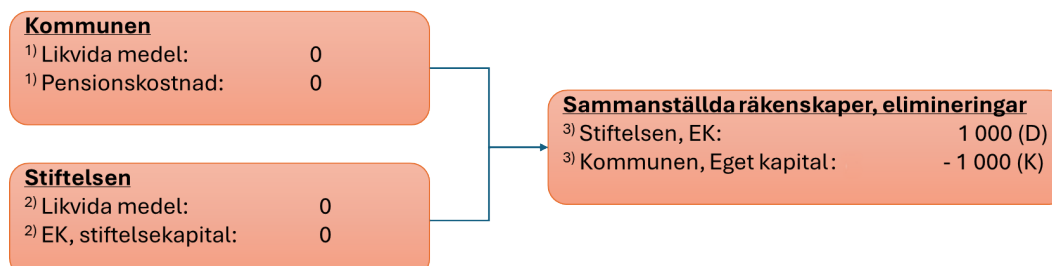 Kommunen
1) Likvida medel: 0
1) Pensionskostnad: 0
Stiftelsen
2) Likvida medel: 0
2) EK, stiftelsekapital: 0
Sammanställda räkenskaper, elimineringar
3) Stiftelsen, EK: 1 000 (D)
3) Kommunen, Eget kapital: - 1 000 (K)